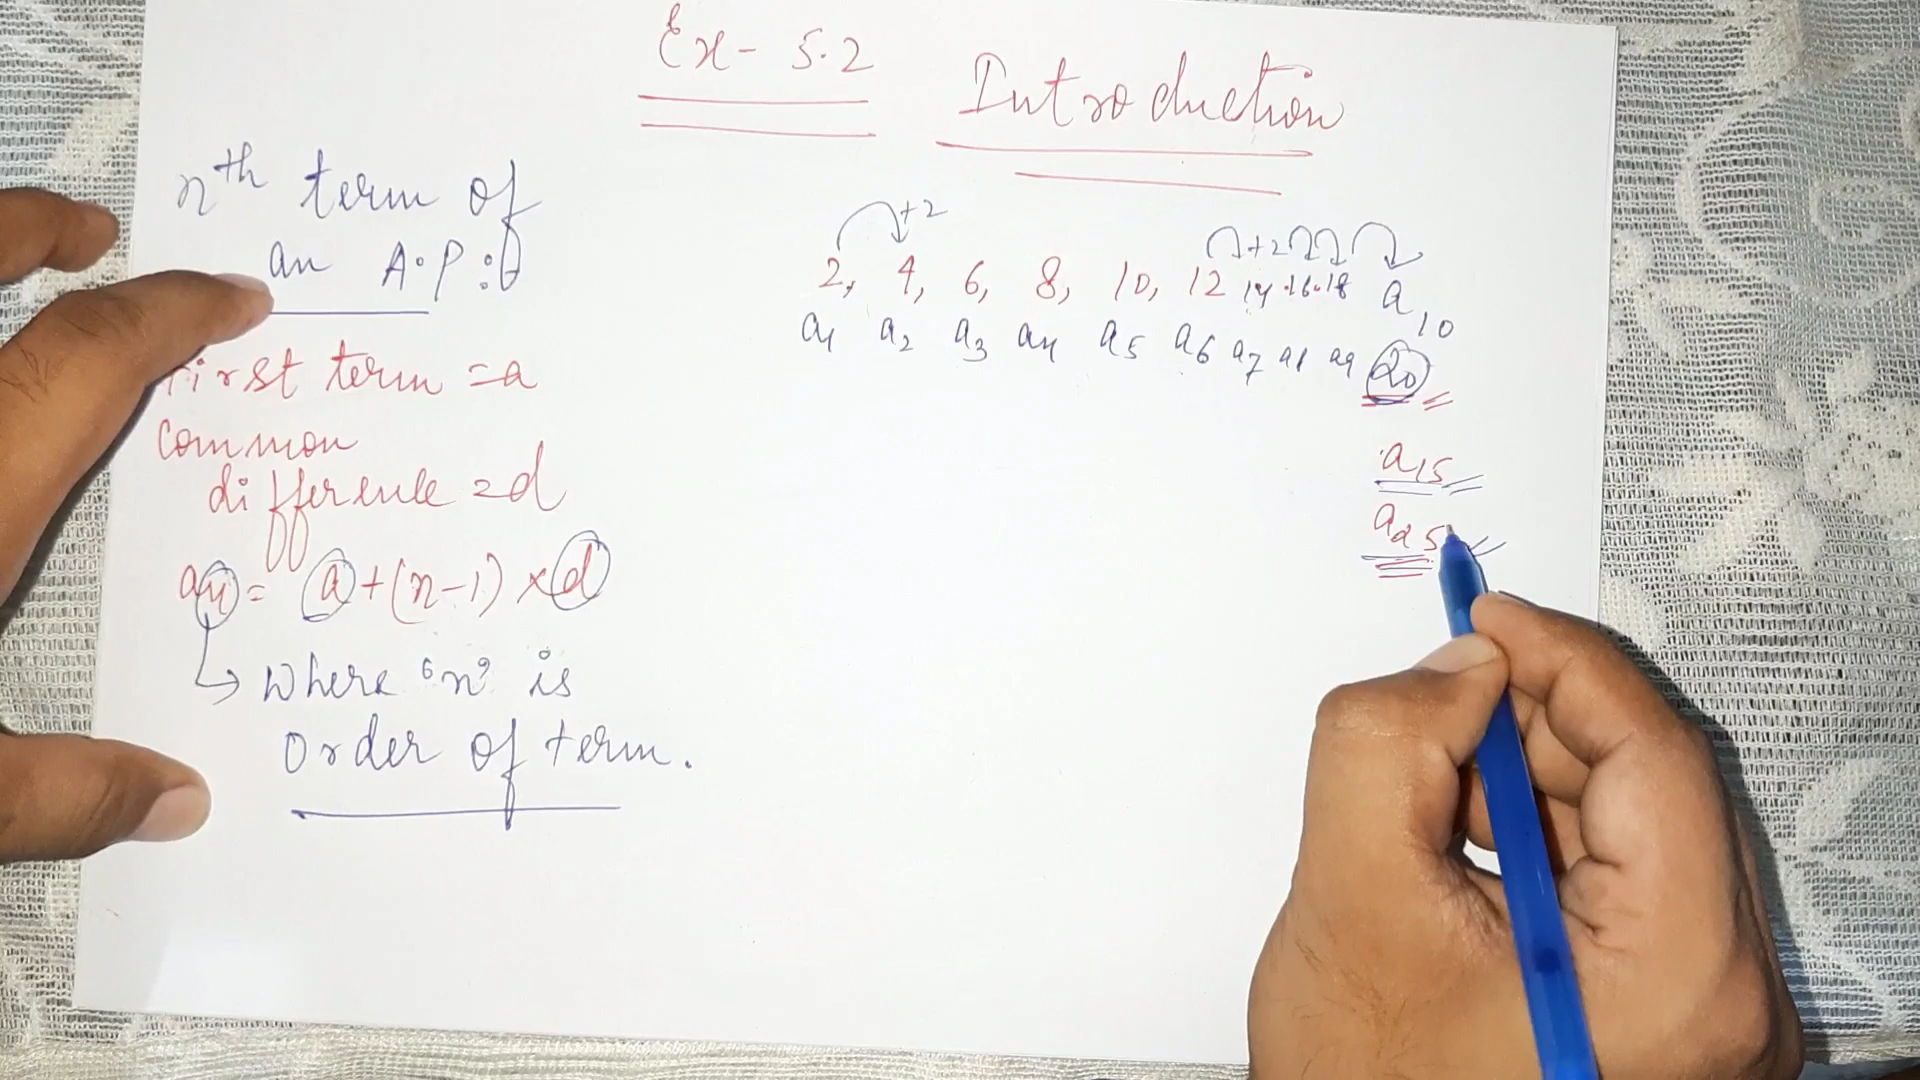 Ex- 5.2
Introduction
nth term of
an A.P :
First term = a
common
difference = d
an = a + (n-1) × d
Where 'n' is
order of term.
+2 +2
2, 4, 6, 8, 10, 12 14 .16.18 a10
a1 a2 a3 a4 a5 a6 a7 a8 a9 20
a15
a25